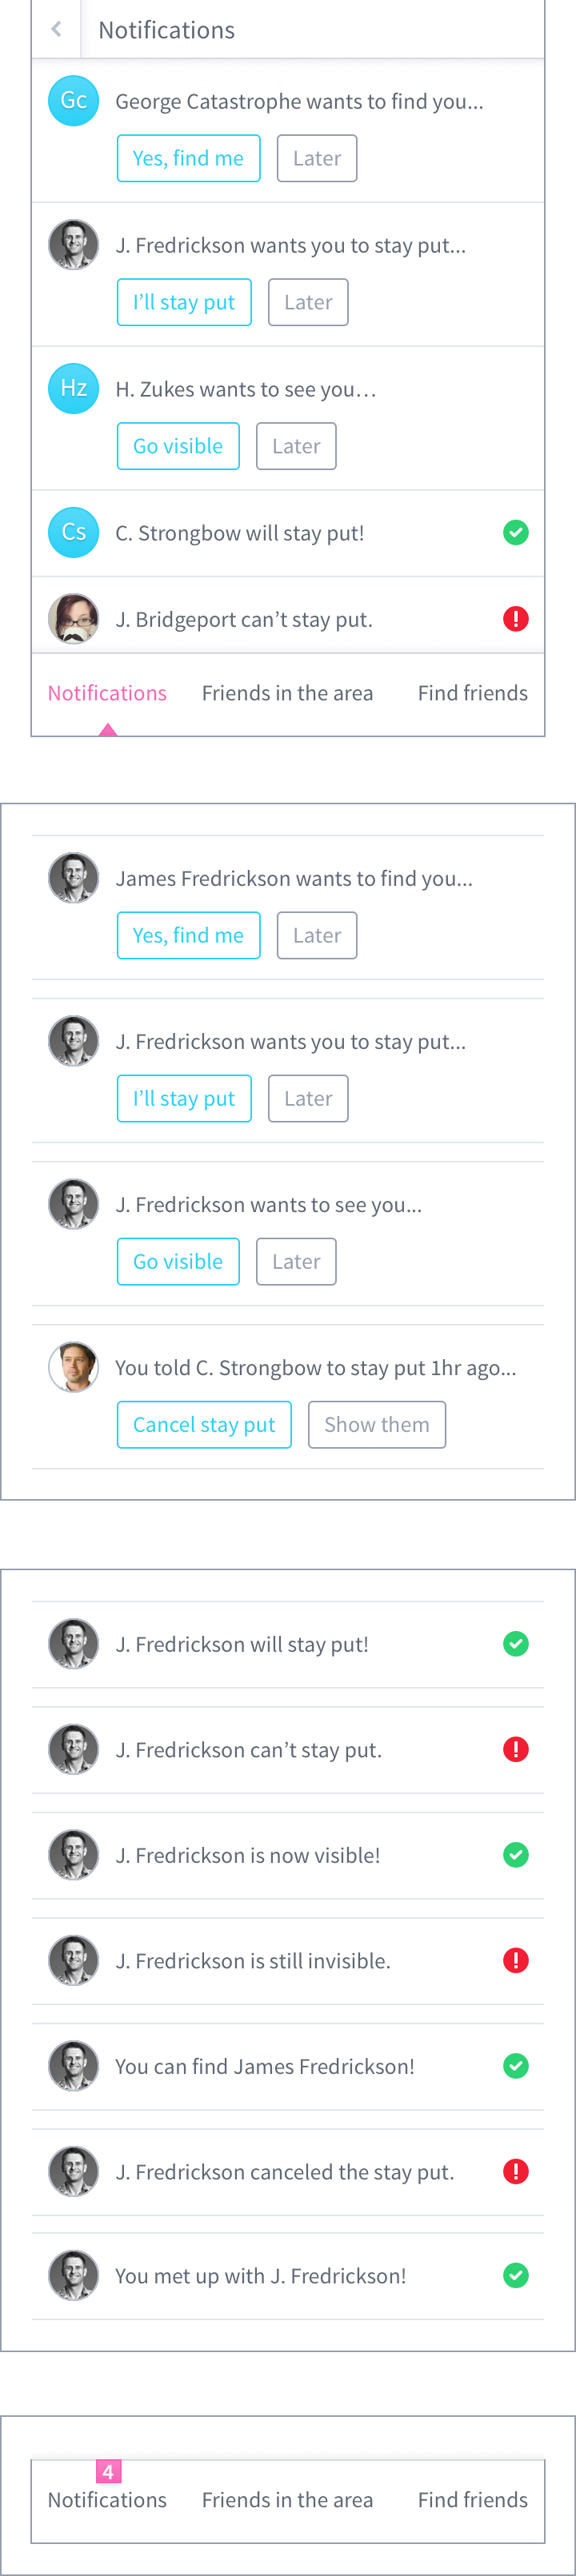 Notifications
Gc
George Catastrophe wants to find you...
Yes, find me
Later
J. Fredrickson wants you to stay put...
I’ll stay put
Later
Hz
H. Zukes wants to see you…
Go visible
Later
Cs
C. Strongbow will stay put!
J. Bridgeport can’t stay put.
Notifications
Friends in the area
Find friends
James Fredrickson wants to find you...
Yes, find me
Later
J. Fredrickson wants you to stay put...
I’ll stay put
Later
J. Fredrickson wants to see you...
Go visible
Later
You told C. Strongbow to stay put 1hr ago...
Cancel stay put
Show them
J. Fredrickson will stay put!
J. Fredrickson can’t stay put.
J. Fredrickson is now visible!
J. Fredrickson is still invisible.
You can find James Fredrickson!
J. Fredrickson canceled the stay put.
You met up with J. Fredrickson!
4
Notifications
Friends in the area
Find friends